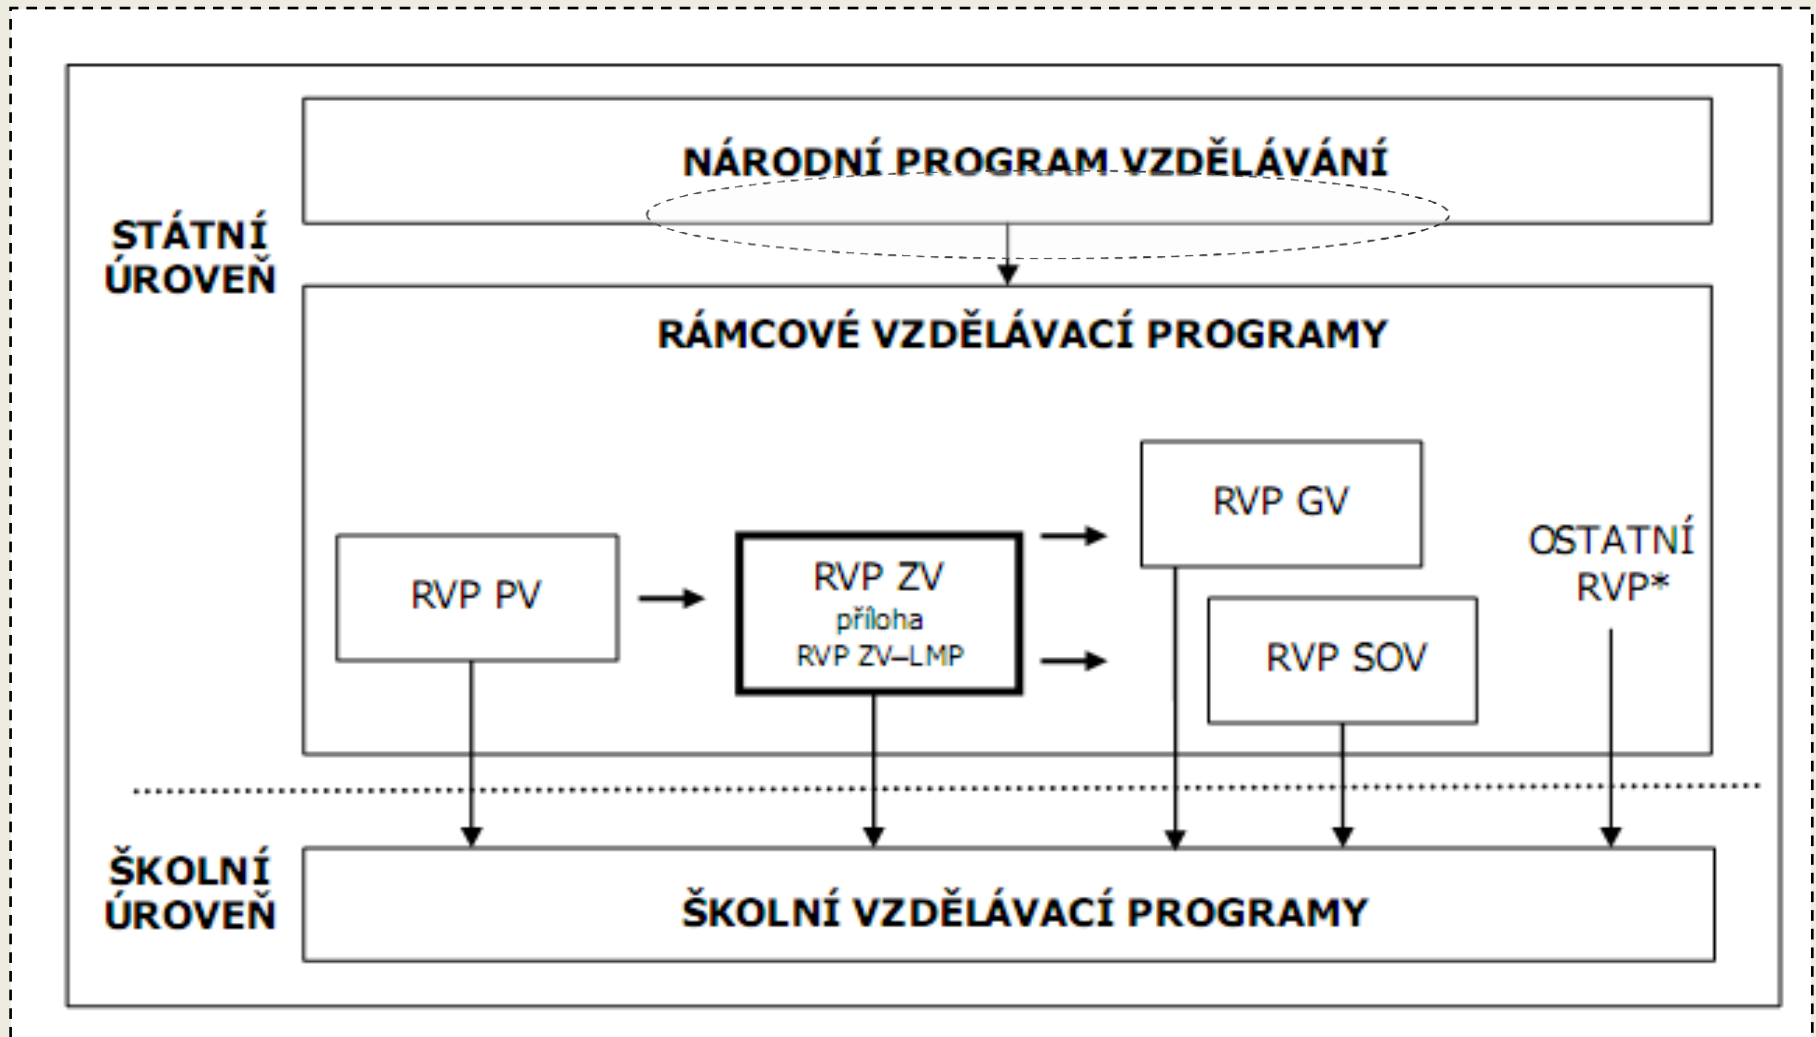 NÁRODNÍ PROGRAM VZDĚLÁVÁNÍ
STÁTNÍ
ÚROVEŇ
RÁMCOVÉ VZDĚLÁVACÍ PROGRAMY
RVP PV
RVP ZV
příloha
RVP ZV–LMP
RVP GV
RVP SOV
OSTATNÍ
RVP*
ŠKOLNÍ
ÚROVEŇ
ŠKOLNÍ VZDĚLÁVACÍ PROGRAMY